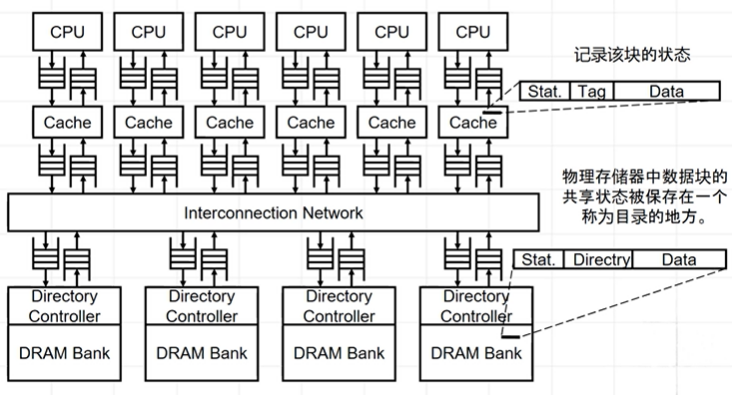 CPU CPU CPU CPU CPU CPU
记录该块的状态
Stat. Tag Data
Cache Cache Cache Cache Cache Cache
物理存储器中数据块的
共享状态被保存在一个
称为目录的地方。
Interconnection Network
Stat. Directry Data
Directory Directory Directory Directory
Controller Controller Controller Controller
DRAM Bank DRAM Bank DRAM Bank DRAM Bank